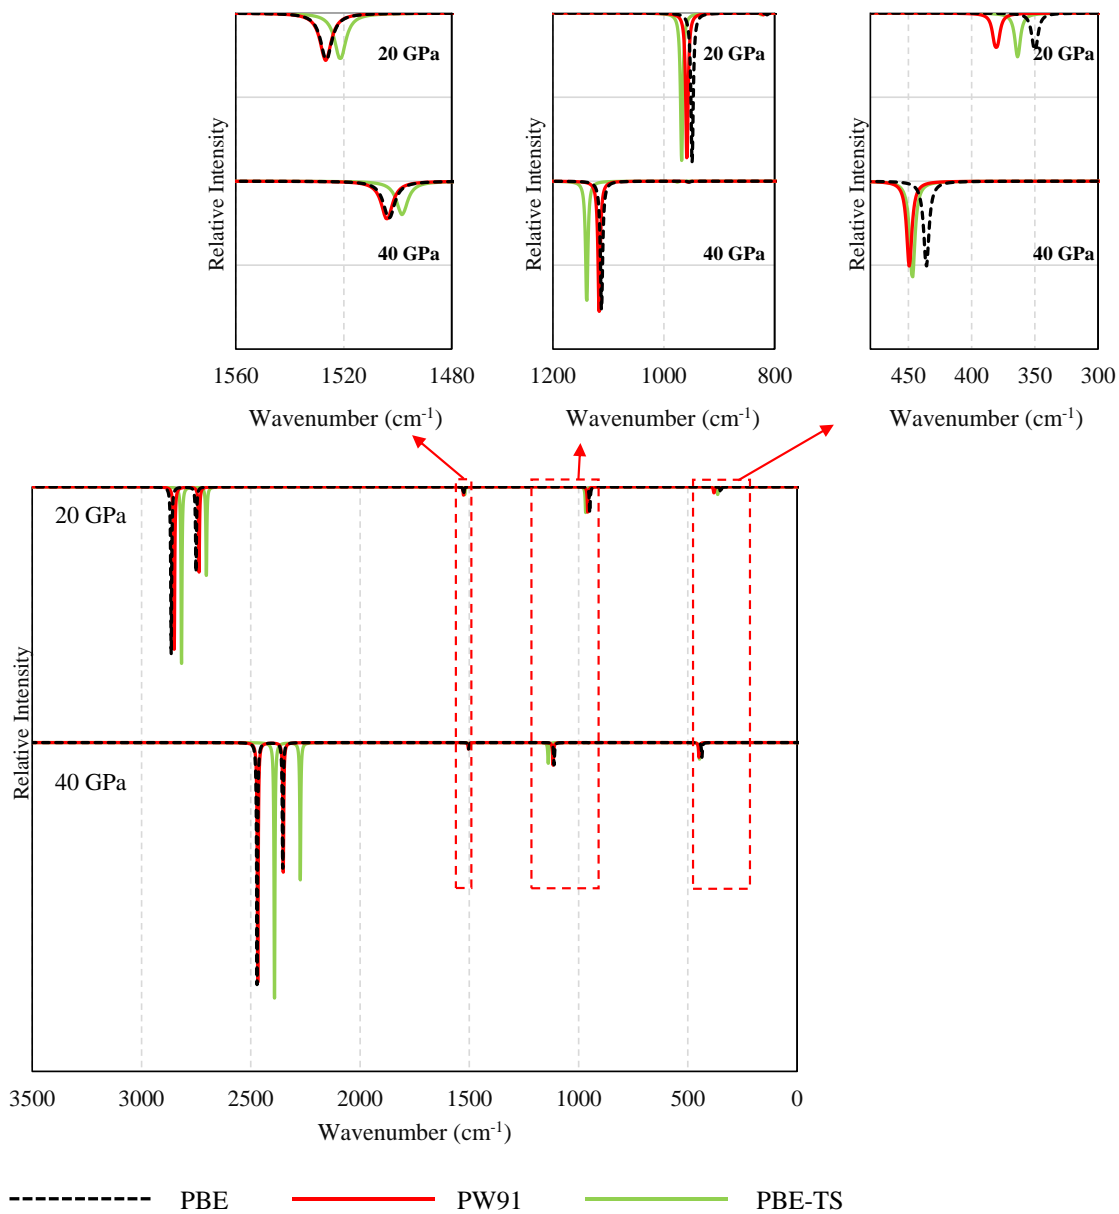 20 GPa
40 GPa
Relative Intensity
1560 1520 1480
Wavenumber (cm-1)
20 GPa
40 GPa
Relative Intensity
1200 1000 800
Wavenumber (cm-1)
20 GPa
40 GPa
Relative Intensity
450 400 350 300
Wavenumber (cm-1)
20 GPa
40 GPa
Relative Intensity
3500 3000 2500 2000 1500 1000 500 0
Wavenumber (cm-1)
PBE PW91 PBE-TS